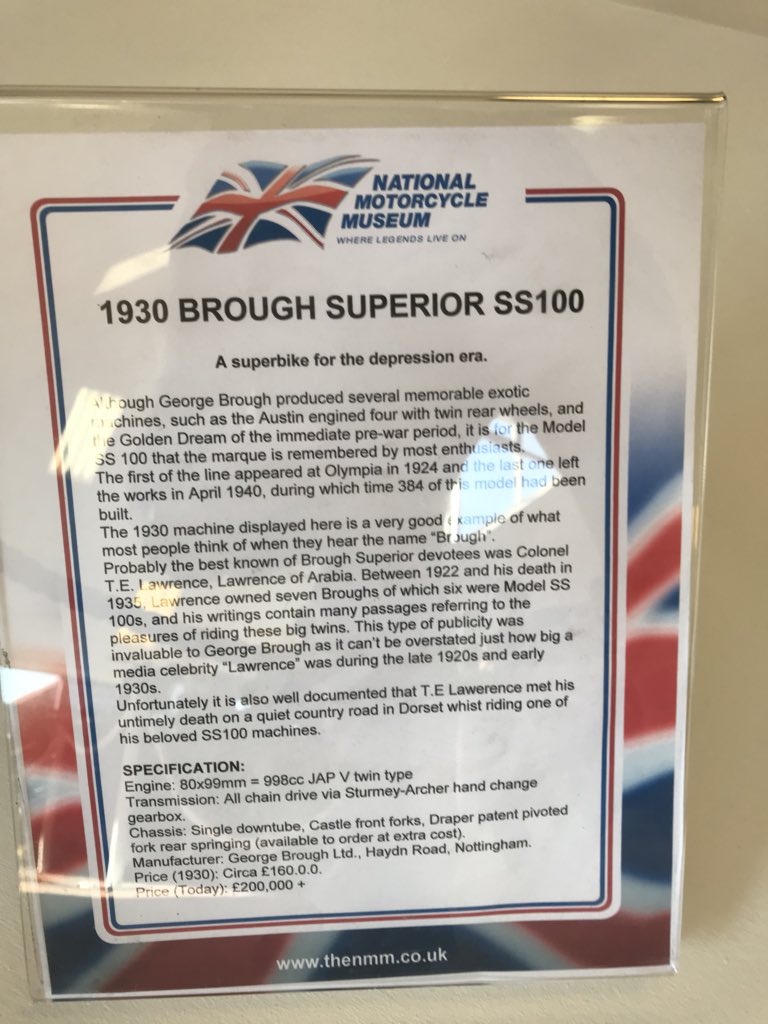 NATIONAL
MOTORCYCLE
MUSEUM
WHERE LEGENDS LIVE ON
1930 BROUGH SUPERIOR SS100
A superbike for the depression era.
Although George Brough produced several memorable exotic
machines, such as the Austin engined four with twin rear wheels, and
the Golden Dream of the immediate pre-war period, it is for the Model
SS 100 that the marque is remembered by most enthusiasts.
The first of the line appeared at Olympia in 1924 and the last one left
the works in April 1940, during which time 384 of this model had been
built.
The 1930 machine displayed here is a very good example of what
most people think of when they hear the name “Brough”.
Probably the best known of Brough Superior devotees was Colonel
T.E. Lawrence, Lawrence of Arabia. Between 1922 and his death in
1935, Lawrence owned seven Broughs of which six were Model SS
100s, and his writings contain many passages referring to the
pleasures of riding these big twins. This type of publicity was
invaluable to George Brough as it can’t be overstated just how big a
media celebrity “Lawrence” was during the late 1920s and early
1930s.
Unfortunately it is also well documented that T.E Lawerence met his
untimely death on a quiet country road in Dorset whist riding one of
his beloved SS100 machines.
SPECIFICATION:
Engine: 80x99mm = 998cc JAP V twin type
Transmission: All chain drive via Sturmey-Archer hand change
gearbox.
Chassis: Single downtube, Castle front forks, Draper patent pivoted
fork rear springing (available to order at extra cost).
Manufacturer: George Brough Ltd., Haydn Road, Nottingham.
Price (1930): Circa £160.0.0.
Price (Today): £200,000 +
www.thenmm.co.uk